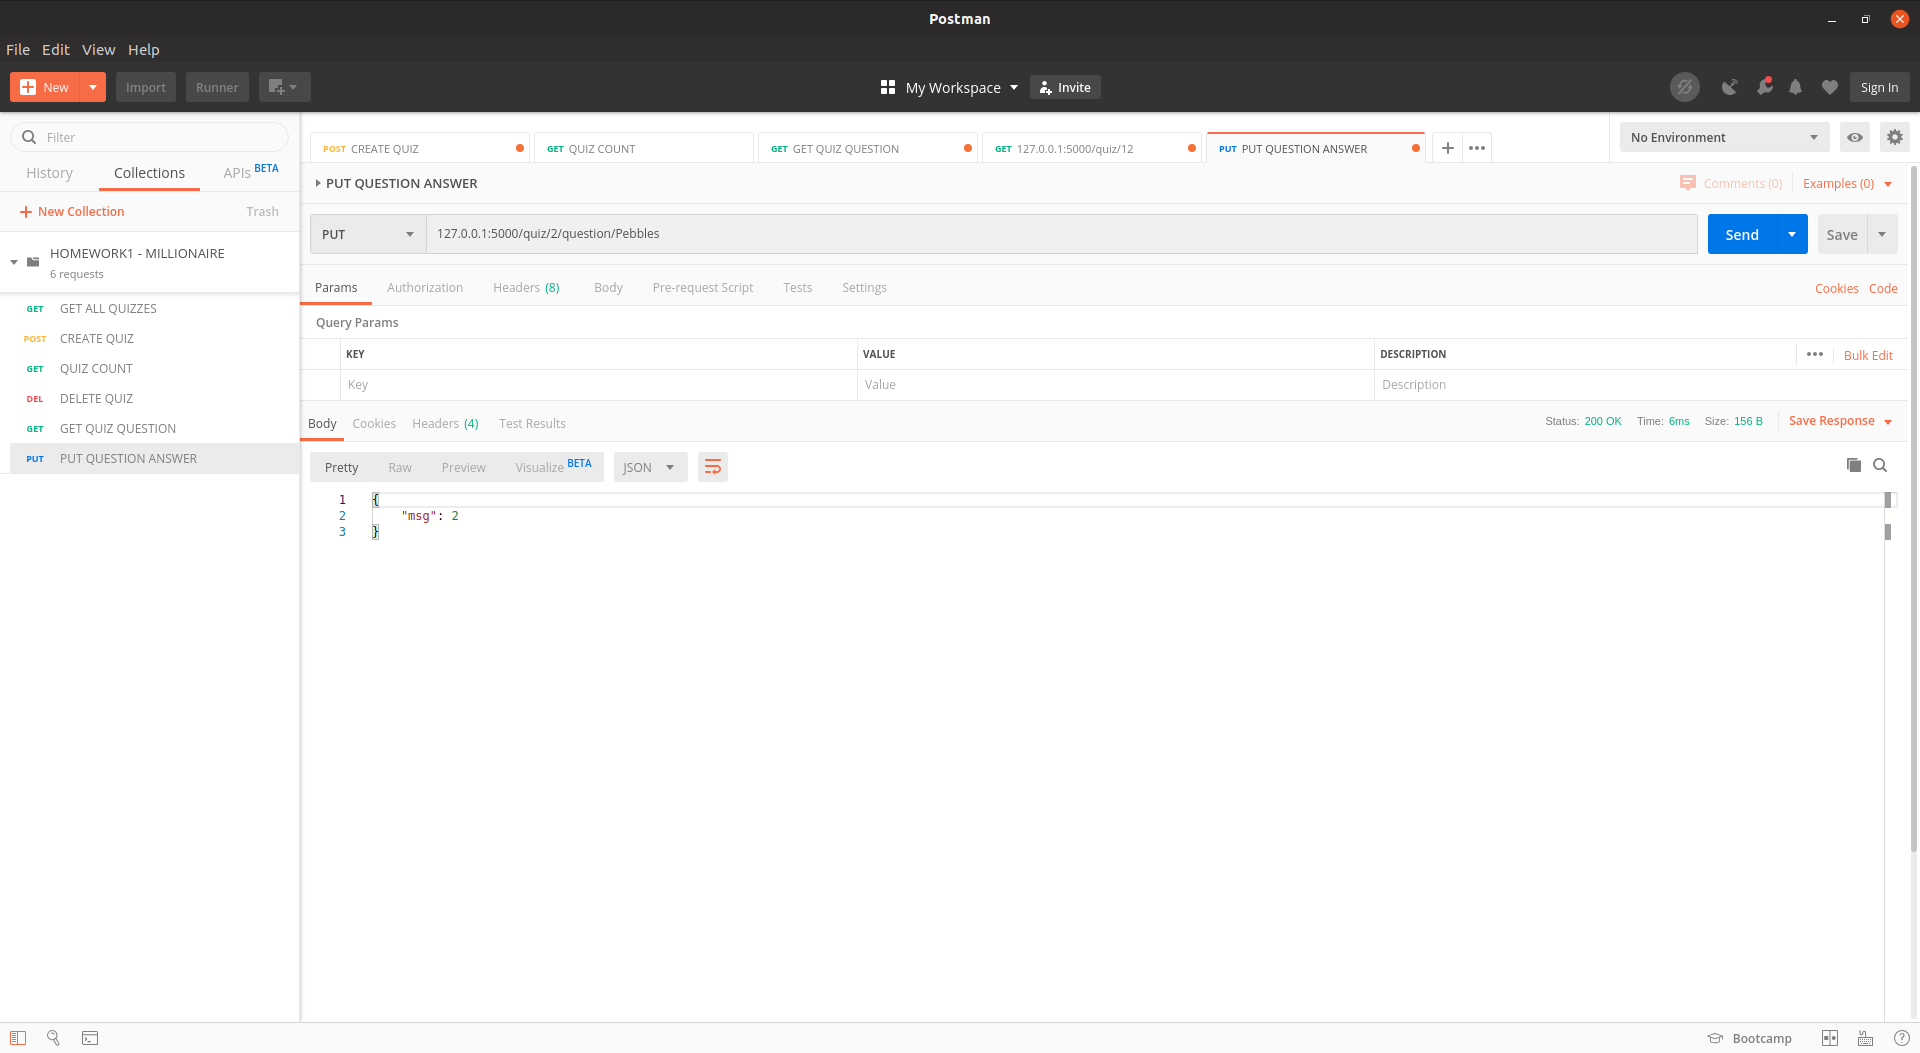 Postman
File Edit View Help
New Import Runner My Workspace Invite Sign In
Filter
History Collections APIs BETA
New Collection Trash
HOMEWORK1 - MILLIONAIRE
6 requests
GET GET ALL QUIZZES
POST CREATE QUIZ
GET QUIZ COUNT
DEL DELETE QUIZ
GET GET QUIZ QUESTION
PUT PUT QUESTION ANSWER
POST CREATE QUIZ GET QUIZ COUNT GET GET QUIZ QUESTION GET 127.0.0.1:5000/quiz/12 PUT PUT QUESTION ANSWER
No Environment
PUT QUESTION ANSWER Comments (0) Examples (0)
PUT 127.0.0.1:5000/quiz/2/question/Pebbles Send Save
Params Authorization Headers (8) Body Pre-request Script Tests Settings Cookies Code
Query Params
KEY VALUE DESCRIPTION Bulk Edit
Key Value Description
Body Cookies Headers (4) Test Results Status: 200 OK Time: 6ms Size: 156 B Save Response
Pretty Raw Preview Visualize BETA JSON
1 {
2 "msg": 2
3 }
Bootcamp